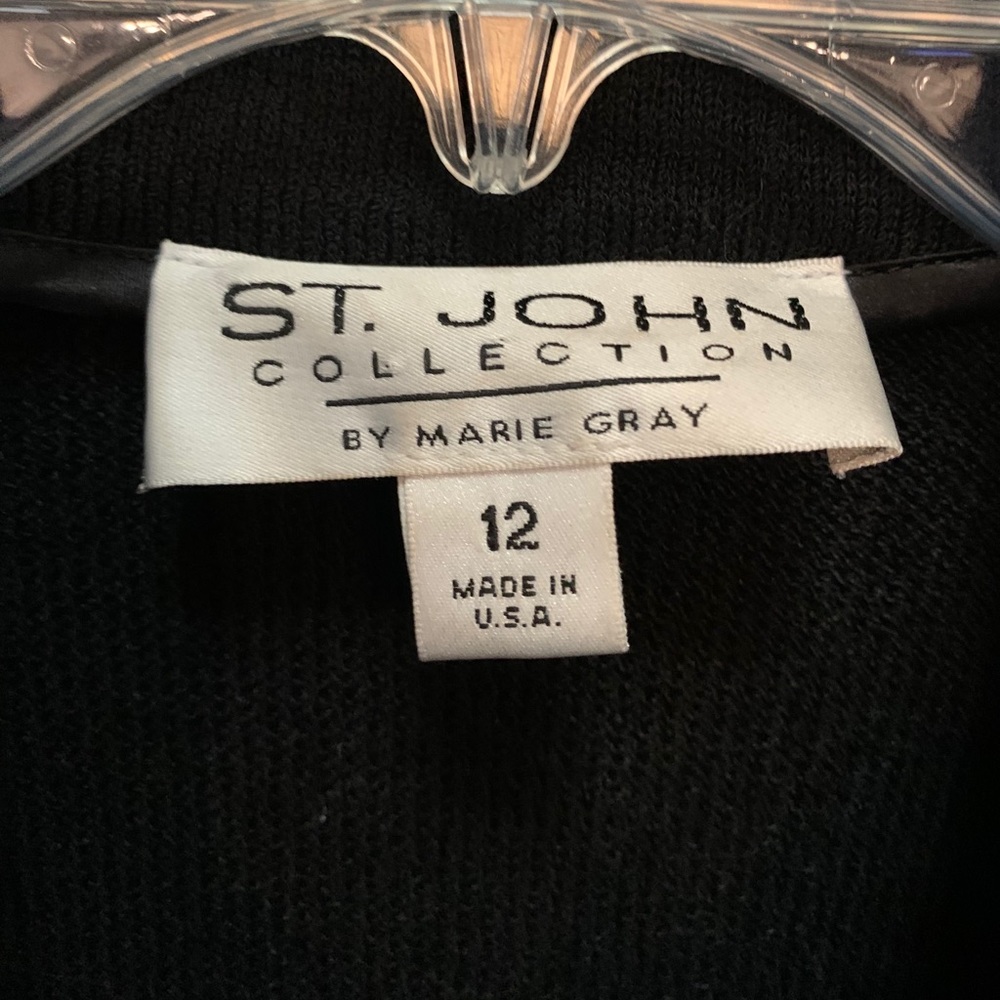 ST. JOHN
COLLECTION
BY MARIE GRAY
12
MADE IN
U.S.A.